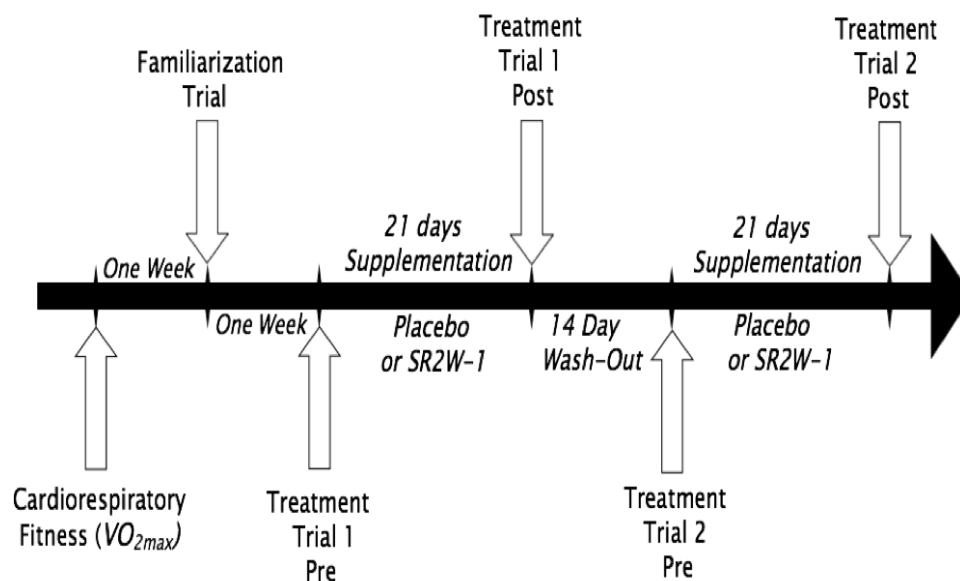 Familiarization
Trial
Treatment
Trial 1
Post
Treatment
Trial 2
Post
One Week
21 days
Supplementation
21 days
Supplementation
One Week
Placebo
or SR2W-1
14 Day
Wash-Out
Placebo
or SR2W-1
Cardiorespiratory
Fitness (VO2max)
Treatment
Trial 1
Pre
Treatment
Trial 2
Pre